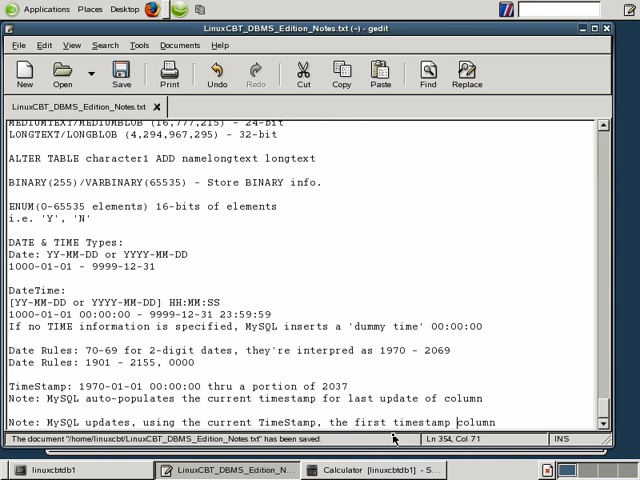 Applications Places Desktop
LinuxCBT_DBMS_Edition_Notes.txt (~) - gedit
File Edit View Search Tools Documents Help
New Open Save Print Undo Redo Cut Copy Paste Find Replace
LinuxCBT_DBMS_Edition_Notes.txt
MEDIUMTEXT/MEDIUMBLOB (16,777,215) - 24-bit
LONGTEXT/LONGBLOB (4,294,967,295) - 32-bit
ALTER TABLE character1 ADD namelongtext longtext
BINARY(255)/VARBINARY(65535) - Store BINARY info.
ENUM(0-65535 elements) 16-bits of elements
i.e. 'Y', 'N'
DATE & TIME Types:
Date: YY-MM-DD or YYYY-MM-DD
1000-01-01 - 9999-12-31
DateTime:
[YY-MM-DD or YYYY-MM-DD] HH:MM:SS
1000-01-01 00:00:00 - 9999-12-31 23:59:59
If no TIME information is specified, MySQL inserts a 'dummy time' 00:00:00
Date Rules: 70-69 for 2-digit dates, they're interpred as 1970 - 2069
Date Rules: 1901 - 2155, 0000
TimeStamp: 1970-01-01 00:00:00 thru a portion of 2037
Note: MySQL auto-populates the current timestamp for last update of column
Note: MySQL updates, using the current TimeStamp, the first timestamp column
The document "/home/linuxcbt/LinuxCBT_DBMS_Edition_Notes.txt" has been saved. Ln 354, Col 71 INS
linuxcbtdb1 LinuxCBT_DBMS_Edition_N... Calculator [linuxcbtdb1] - S...